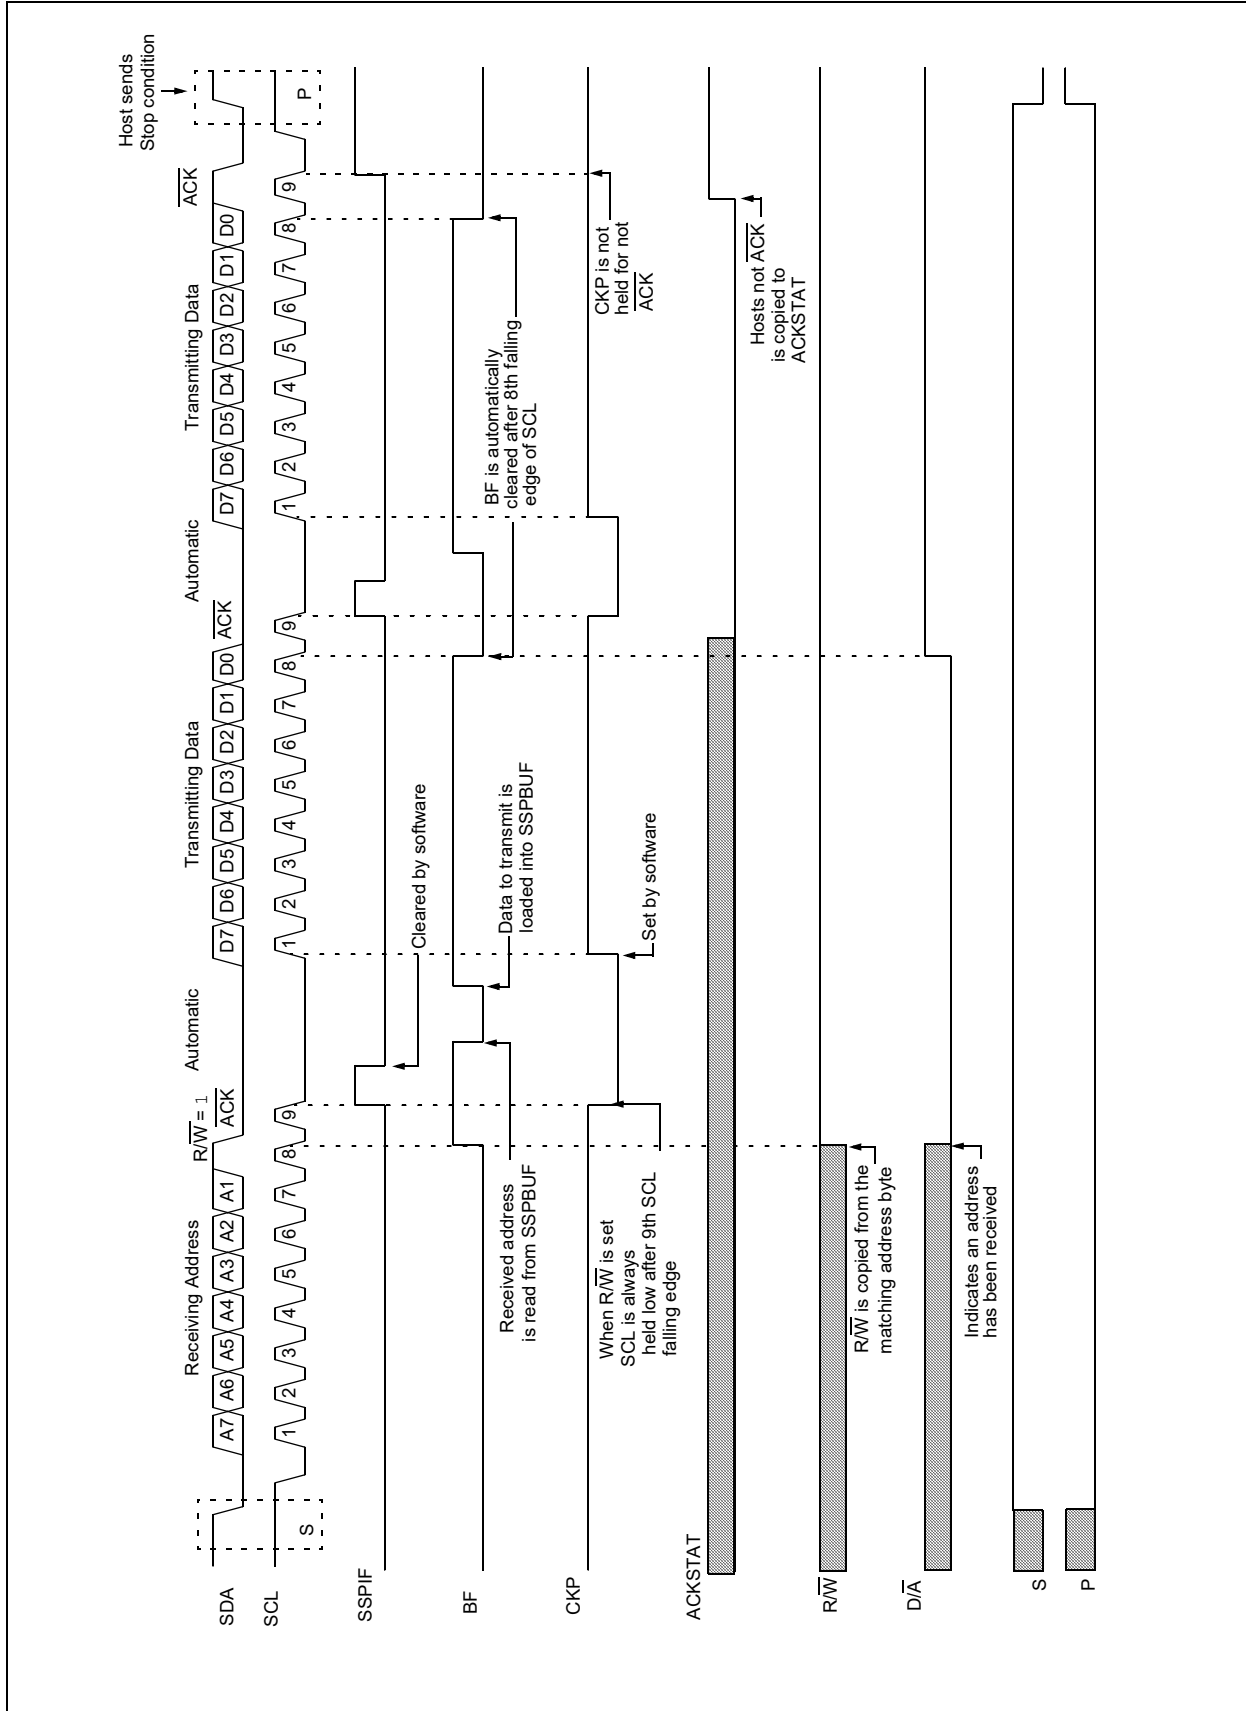 Host sends
Stop condition
Receiving Address
R/W = 1
ACK
Automatic
Transmitting Data
ACK
Automatic
Transmitting Data
ACK
SDA
A7 A6 A5 A4 A3 A2 A1
D7 D6 D5 D4 D3 D2 D1 D0
D7 D6 D5 D4 D3 D2 D1 D0
SCL
S
1 2 3 4 5 6 7 8 9
1 2 3 4 5 6 7 8 9
1 2 3 4 5 6 7 8 9
P
SSPIF
Cleared by software
BF
Received address
is read from SSPBUF
Data to transmit is
loaded into SSPBUF
BF is automatically
cleared after 8th falling
edge of SCL
CKP
When R/W is set
SCL is always
held low after 9th SCL
falling edge
Set by software
CKP is not
held for not
ACK
ACKSTAT
Hosts not ACK
is copied to
ACKSTAT
R/W
R/W is copied from the
matching address byte
D/A
Indicates an address
has been received
S
P